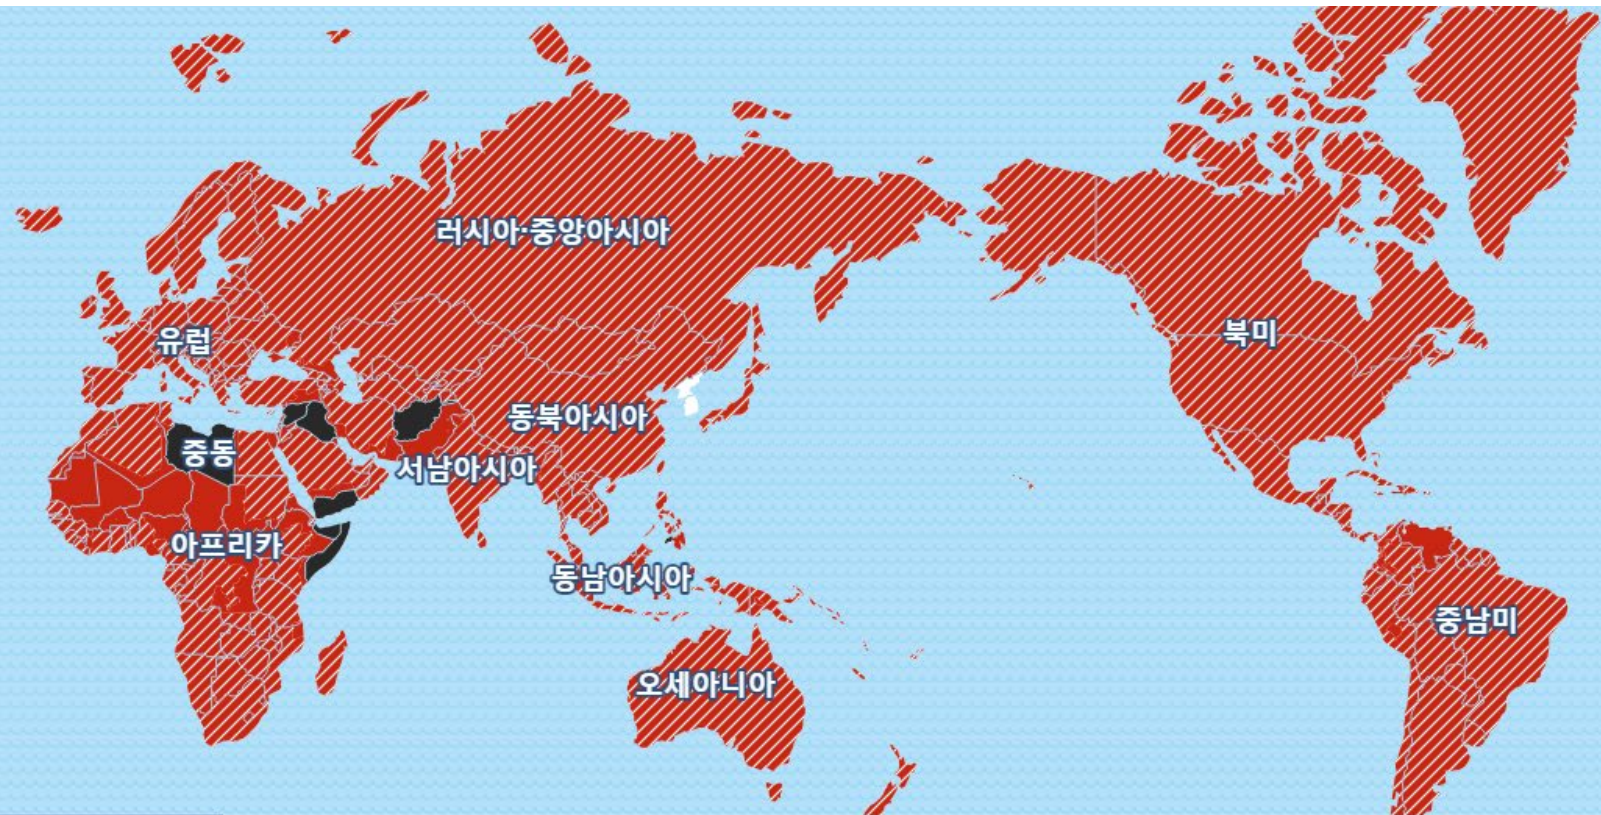 러시아·중앙아시아
유럽
북미
동북아시아
중동
서남아시아
아프리카
동남아시아
중남미
오세아니아